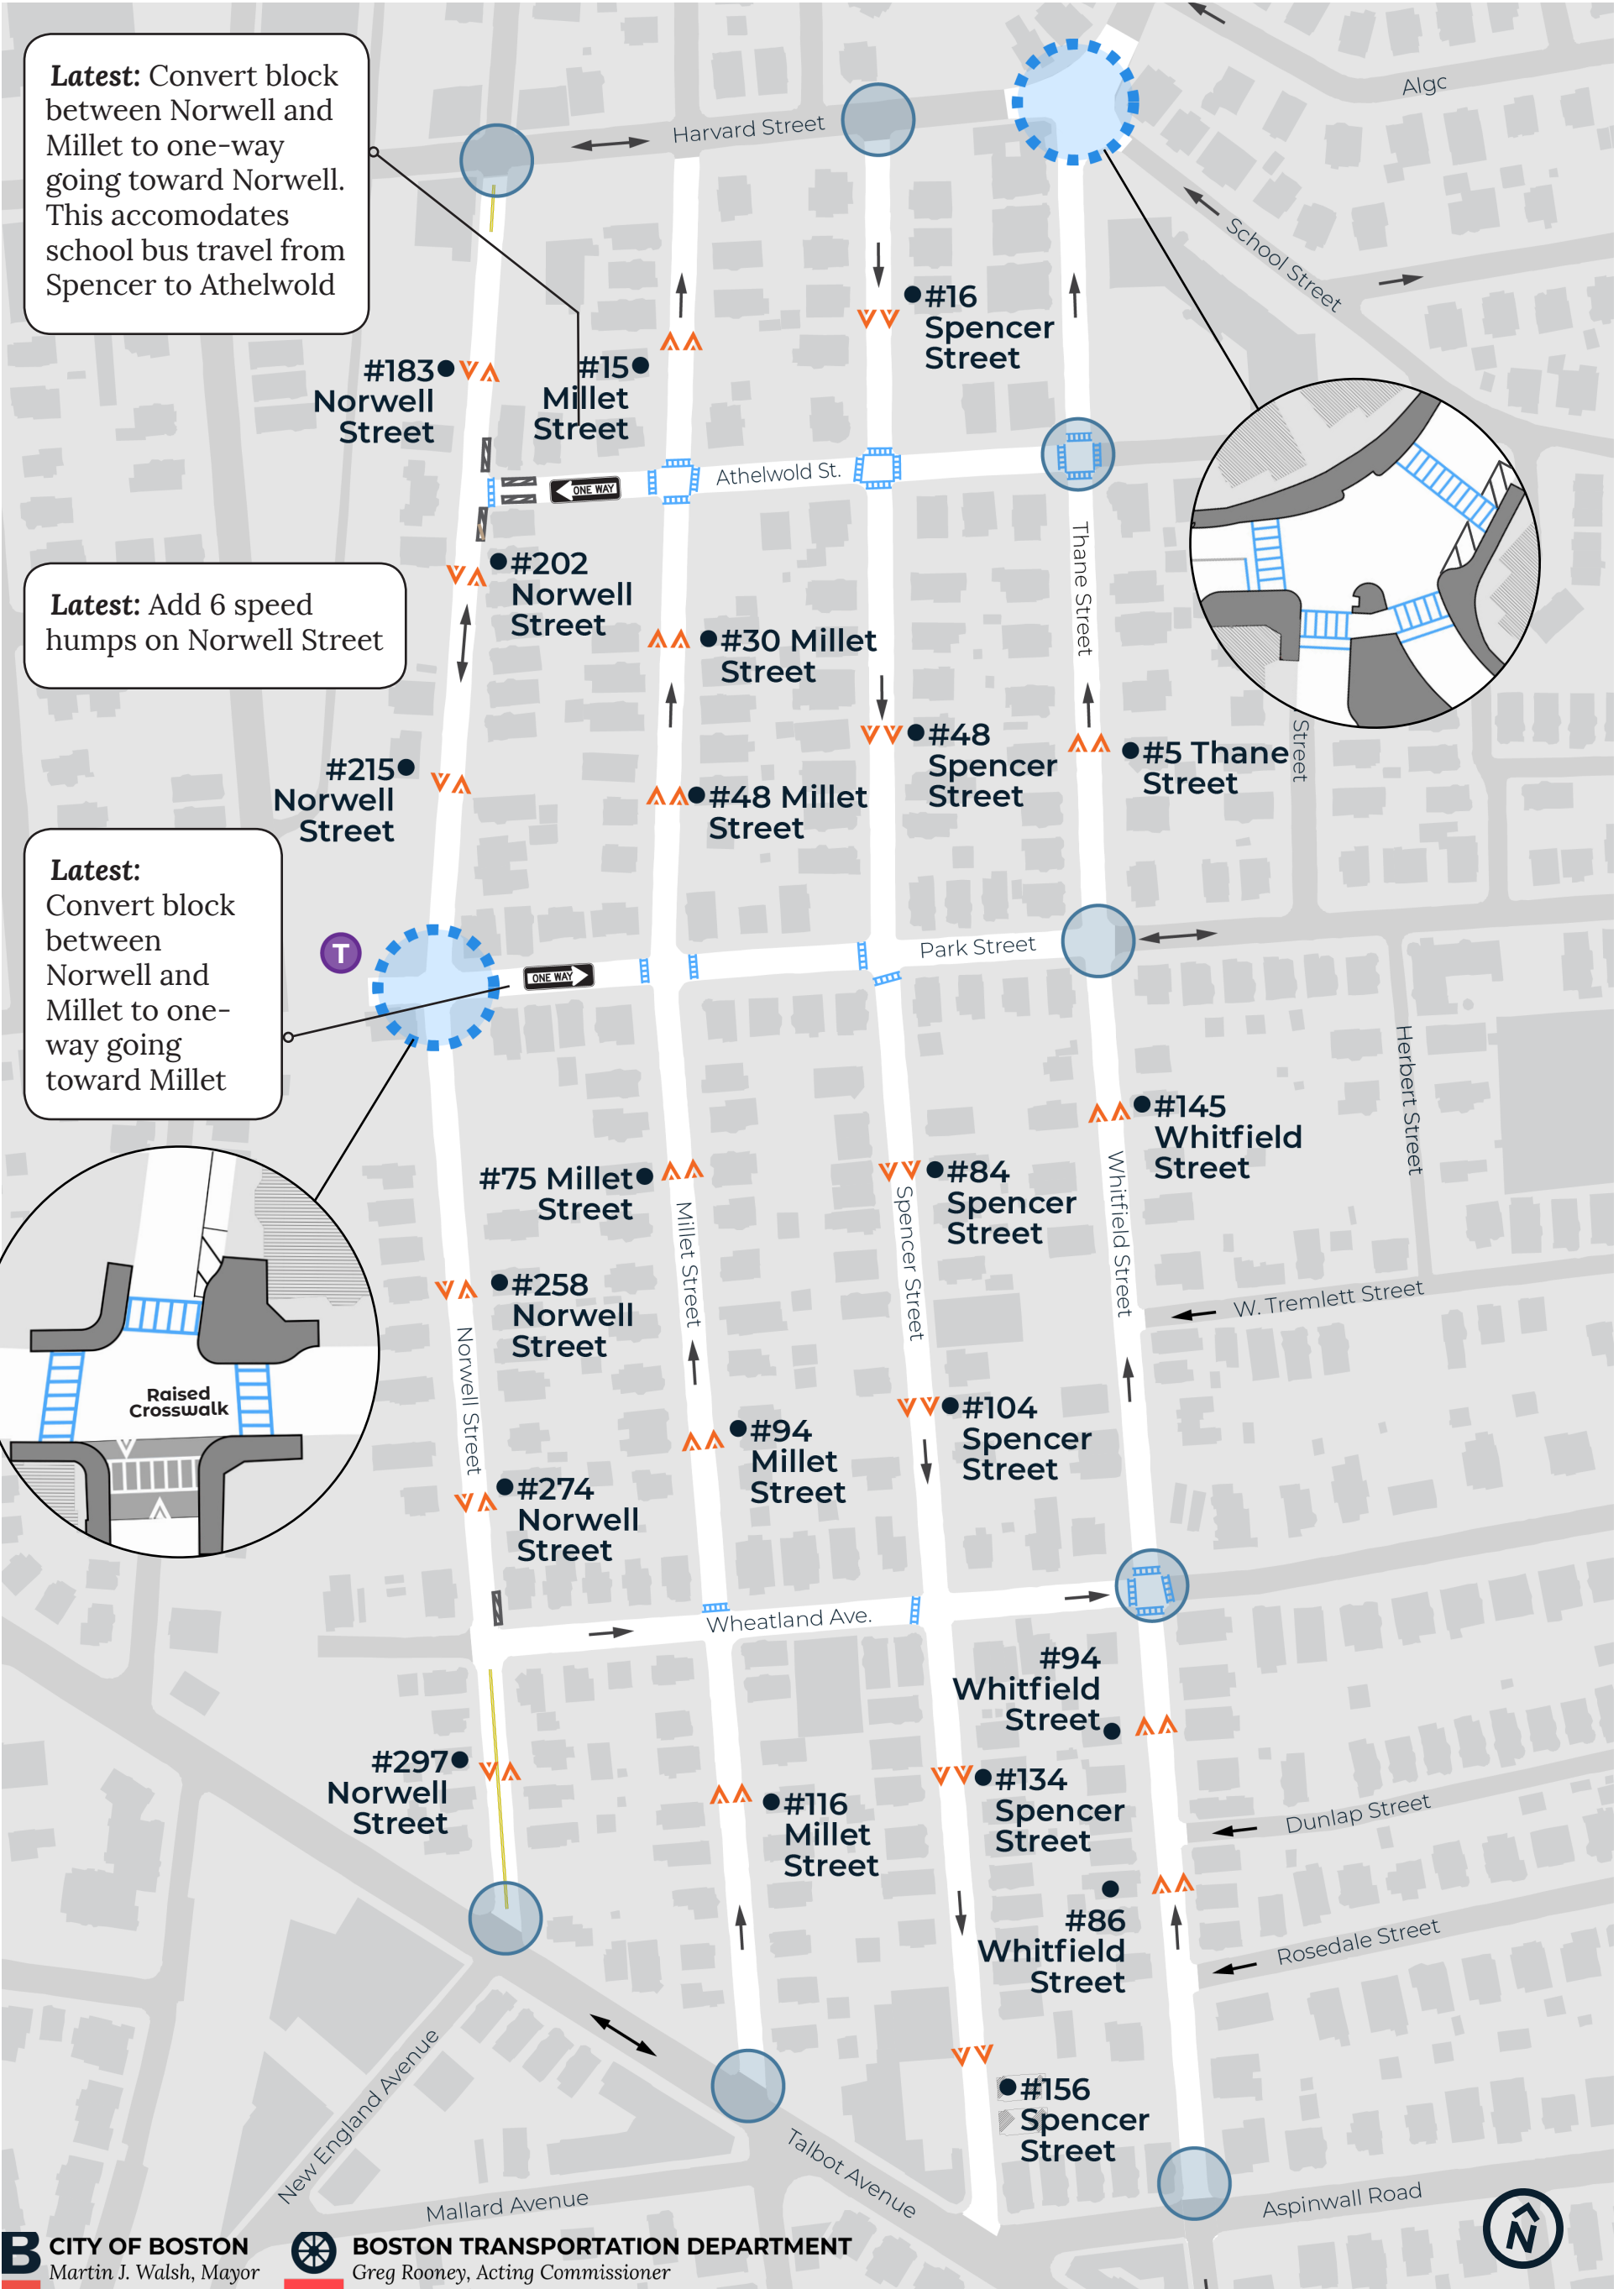 Latest: Convert block
between Norwell and
Millet to one-way
going toward Norwell.
This accomodates
school bus travel from
Spencer to Athelwold
Algc
Harvard Street
School Street
#16
Spencer
Street
#183
Norwell
Street
#15
Millet
Street
ONE WAY
Athelwold St.
Thane Street
Latest: Add 6 speed
humps on Norwell Street
#202
Norwell
Street
#30 Millet
Street
#48
Spencer
Street
#5 Thane
Street
Street
#215
Norwell
Street
#48 Millet
Street
Latest:
Convert block
between
Norwell and
Millet to one-
way going
toward Millet
T
ONE WAY
Park Street
Herbert Street
#145
Whitfield
Street
#75 Millet
Street
#84
Spencer
Street
Millet Street
Spencer Street
Whitfield Street
W. Tremlett Street
#258
Norwell
Street
Norwell Street
Raised
Crosswalk
#94
Millet
Street
#104
Spencer
Street
#274
Norwell
Street
Wheatland Ave.
#94
Whitfield
Street
#297
Norwell
Street
#134
Spencer
Street
#116
Millet
Street
Dunlap Street
#86
Whitfield
Street
Rosedale Street
#156
Spencer
Street
New England Avenue
Talbot Avenue
Mallard Avenue
Aspinwall Road
N
B
CITY OF BOSTON
Martin J. Walsh, Mayor
BOSTON TRANSPORTATION DEPARTMENT
Greg Rooney, Acting Commissioner